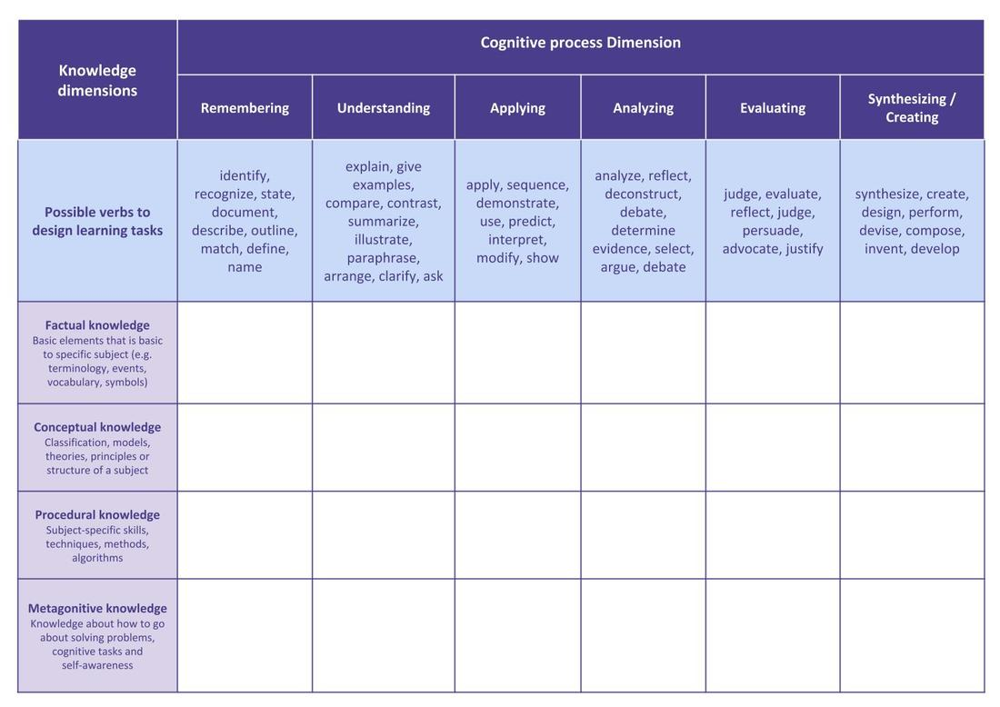 Knowledge
dimensions
Cognitive process Dimension
Remembering
Understanding
Applying
Analyzing
Evaluating
Synthesizing /
Creating
Possible verbs to
design learning tasks
identify,
recognize, state,
document,
describe, outline,
match, define,
name
explain, give
examples,
compare, contrast,
summarize,
illustrate,
paraphrase,
arrange, clarify, ask
apply, sequence,
demonstrate,
use, predict,
interpret,
modify, show
analyze, reflect,
deconstruct,
debate,
determine
evidence, select,
argue, debate
judge, evaluate,
reflect, judge,
persuade,
advocate, justify
synthesize, create,
design, perform,
devise, compose,
invent, develop
Factual knowledge
Basic elements that is basic
to specific subject (e.g.
terminology, events,
vocabulary, symbols)
Conceptual knowledge
Classification, models,
theories, principles or
structure of a subject
Procedural knowledge
Subject-specific skills,
techniques, methods,
algorithms
Metagonitive knowledge
Knowledge about how to go
about solving problems,
cognitive tasks and
self-awareness